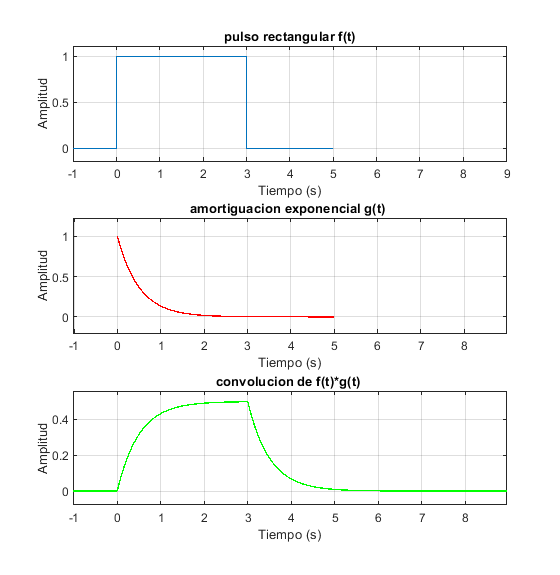 pulso rectangular f(t)
Amplitud
1
0.5
0
-1 0 1 2 3 4 5 6 7 8 9
Tiempo (s)
amortiguacion exponencial g(t)
Amplitud
1
0.5
0
-1 0 1 2 3 4 5 6 7 8
Tiempo (s)
convolucion de f(t)*g(t)
Amplitud
0.4
0.2
0
-1 0 1 2 3 4 5 6 7 8
Tiempo (s)